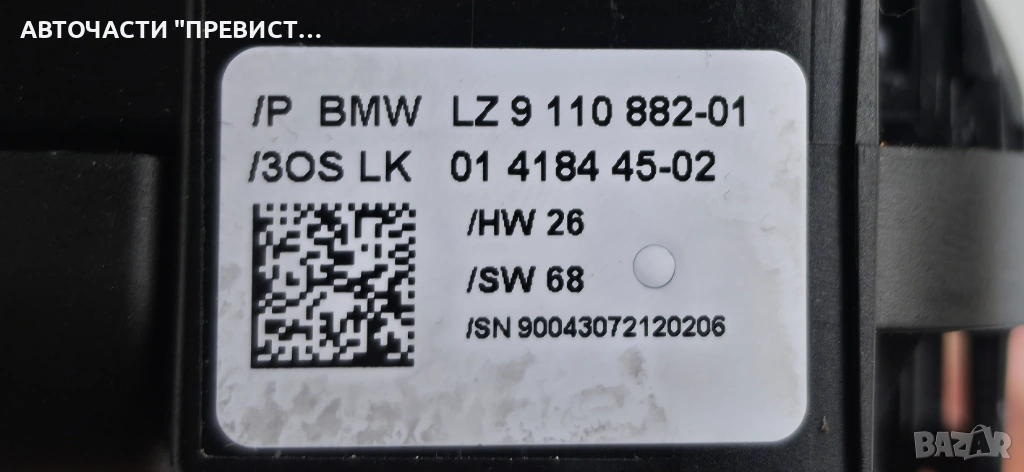 АВТОЧАСТИ "ПРЕВИСТ...
/P BMW LZ 9 110 882-01
/3OS LK 01 4184 45-02
/HW 26
/SW 68
/SN 90043072120206
BAZAR